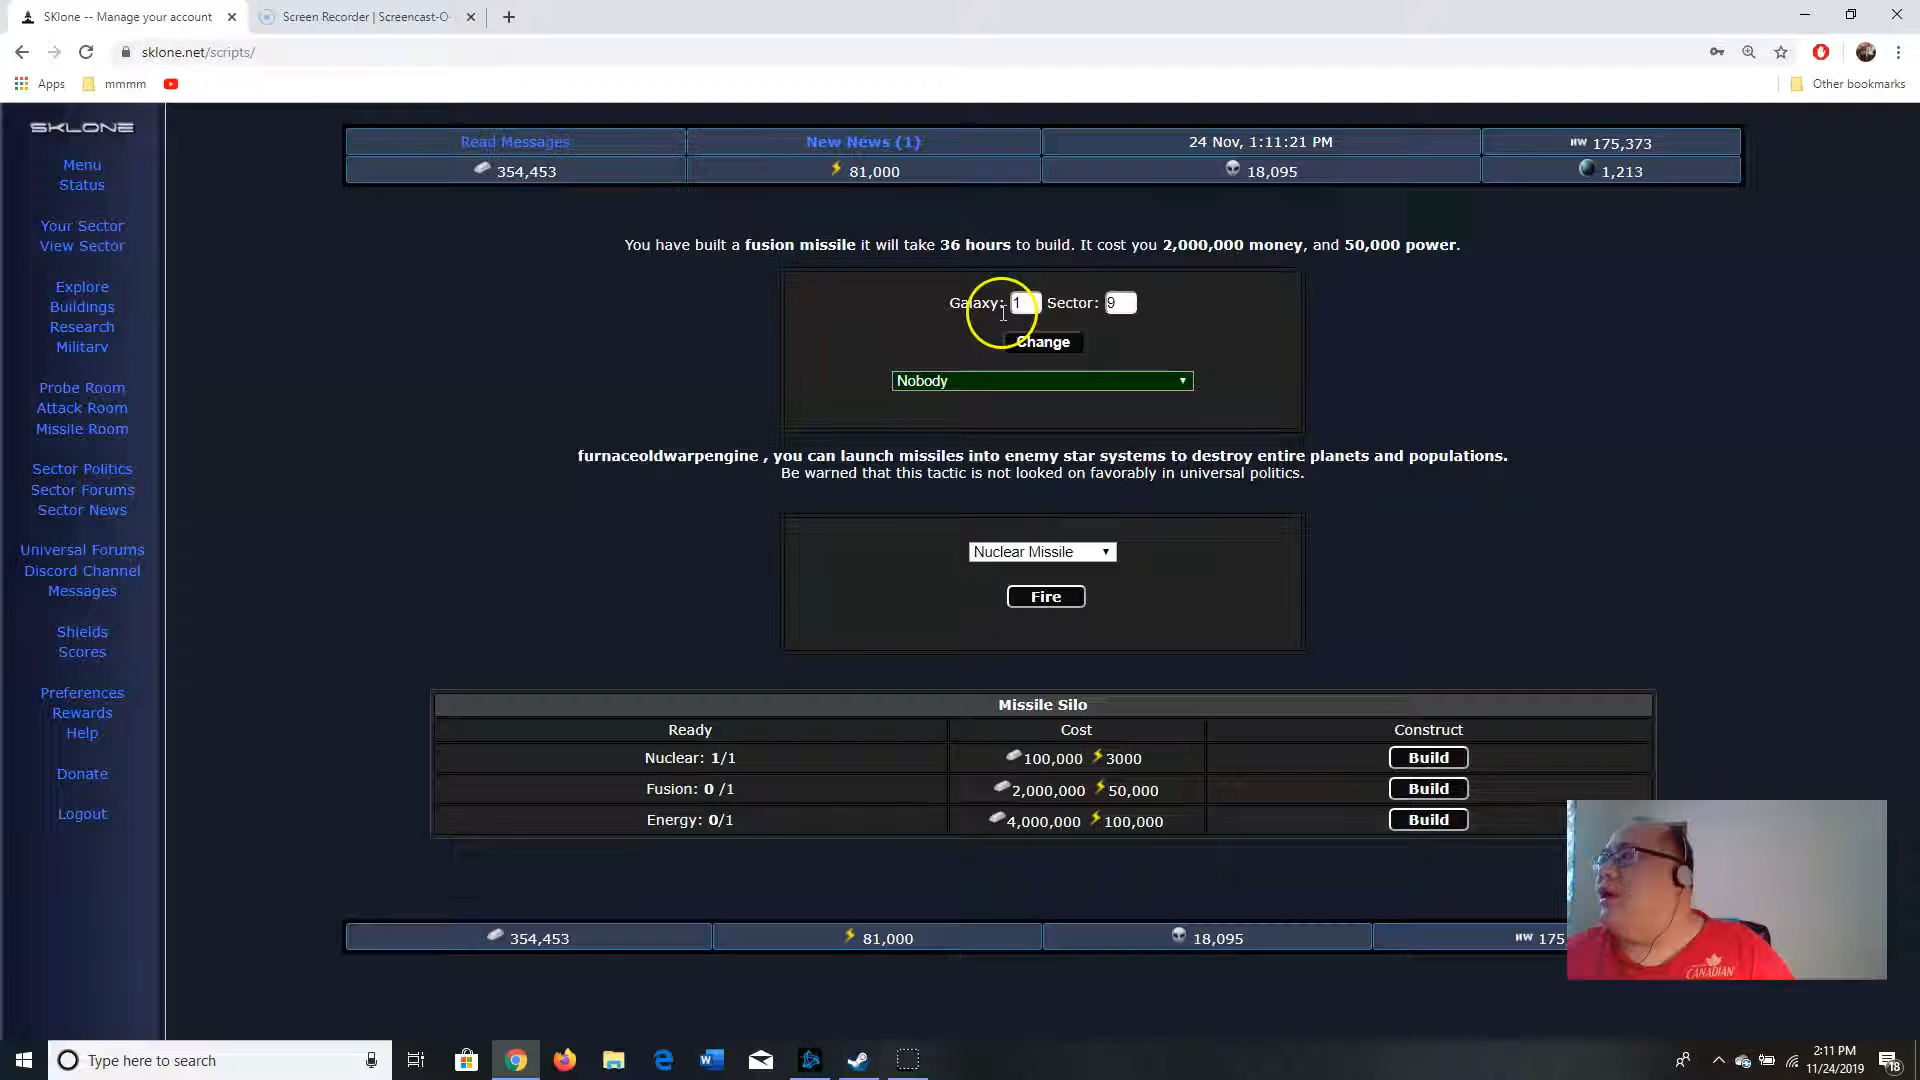 SKlone -- Manage your account
Screen Recorder | Screencast-O
sklone.net/scripts/
Apps
mmmm
Other bookmarks
SKLONE
Menu
Status
Your Sector
View Sector
Explore
Buildings
Research
Military
Probe Room
Attack Room
Missile Room
Sector Politics
Sector Forums
Sector News
Universal Forums
Discord Channel
Messages
Shields
Scores
Preferences
Rewards
Help
Donate
Logout
Read Messages New News (1) 24 Nov, 1:11:21 PM NW 175,373
354,453 81,000 18,095 1,213
You have built a fusion missile it will take 36 hours to build. It cost you 2,000,000 money, and 50,000 power.
Galaxy: 1 Sector: 9
Change
Nobody
furnaceoldwarpengine , you can launch missiles into enemy star systems to destroy entire planets and populations.
Be warned that this tactic is not looked on favorably in universal politics.
Nuclear Missile
Fire
Missile Silo
Ready Cost Construct
Nuclear: 1/1 100,000 3000 Build
Fusion: 0 /1 2,000,000 50,000 Build
Energy: 0/1 4,000,000 100,000 Build
354,453 81,000 18,095 NW 175,
CANADIAN
Type here to search
2:11 PM
11/24/2019
18